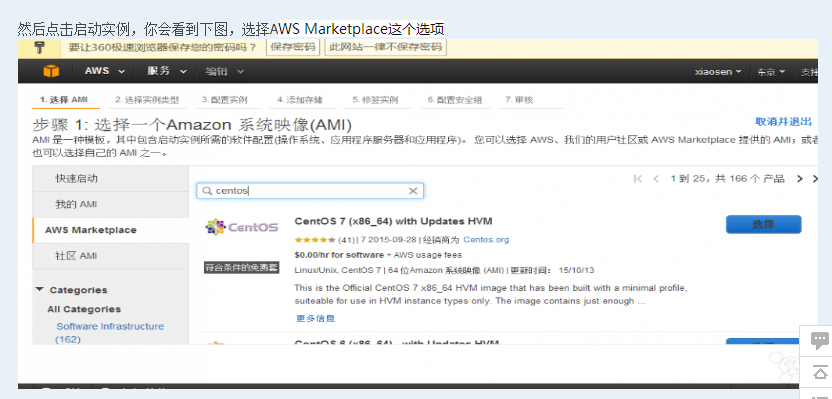 然后点击启动实例，你会看到下图，选择AWS Marketplace这个选项
要让360极速浏览器保存您的密码吗？ 保存密码 此网站一律不保存密码
AWS 服务 编辑 xiaosen 东京 支持
1. 选择 AMI 2. 选择实例类型 3. 配置实例 4. 添加存储 5. 标签实例 6. 配置安全组 7. 审核
步骤 1: 选择一个Amazon 系统映像(AMI) 取消并退出
AMI 是一种模板，其中包含启动实例所需的软件配置(操作系统、应用程序服务器和应用程序)。 您可以选择 AWS、我们的用户社区或 AWS Marketplace 提供的 AMI；或者
也可以选择自己的 AMI 之一。
快速启动
我的 AMI
AWS Marketplace
社区 AMI
Categories
All Categories
Software Infrastructure
(162)
centos
1 到 25，共 166 个 产品
CentOS
符合条件的免费套
CentOS 7 (x86_64) with Updates HVM
选择
(41) | 7 2015-09-28 | 经销商为 Centos.org
$0.00/hr for software + AWS usage fees
Linux/Unix, CentOS 7 | 64 位Amazon 系统映像 (AMI) | 更新时间： 15/10/13
This is the Official CentOS 7 x86_64 HVM image that has been built with a minimal profile,
suiteable for use in HVM instance types only. The image contains just enough ...
更多信息
CentOS 6 (x86_64) with Updates HVM